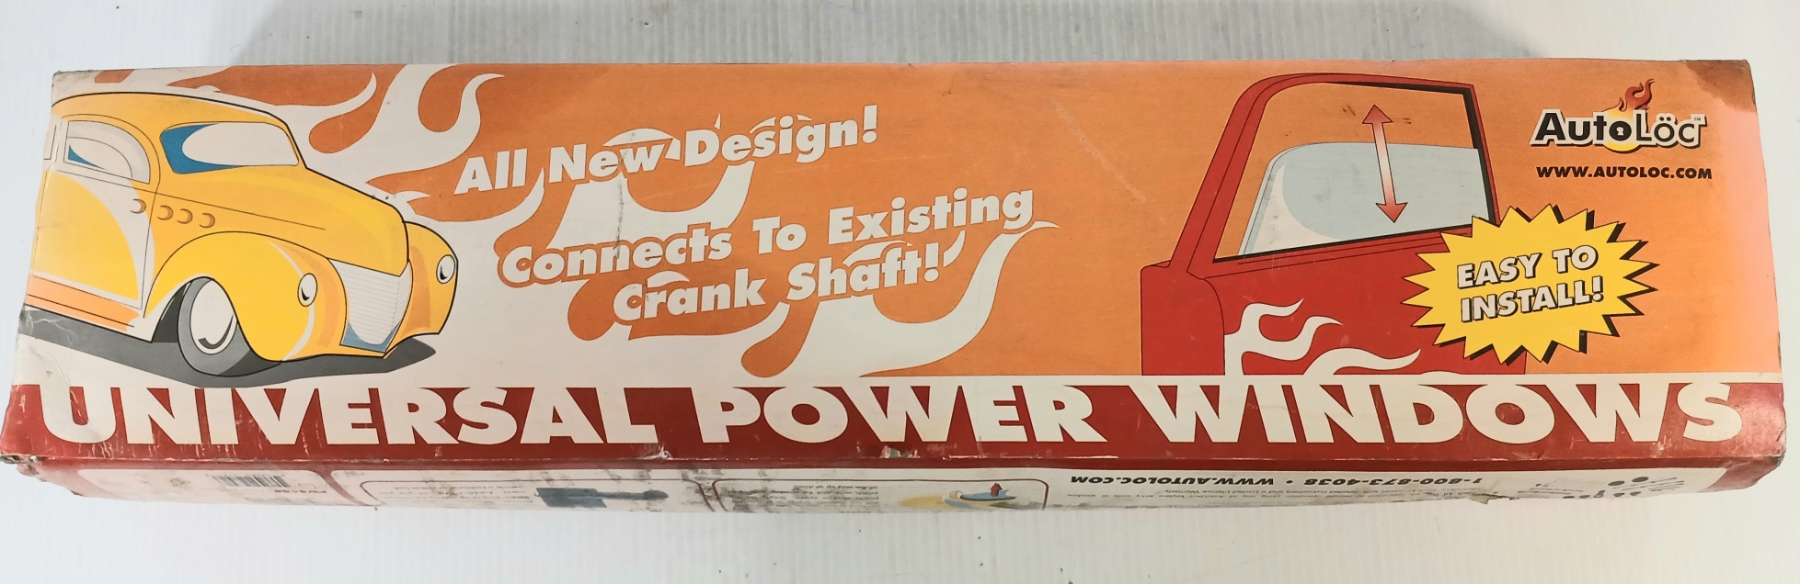 All New Design!
Connects To Existing
Crank Shaft!
AutoLöc™
WWW.AUTOLOC.COM
EASY TO
INSTALL!
UNIVERSAL POWER WINDOWS
1-800-873-4038 • WWW.AUTOLOC.COM